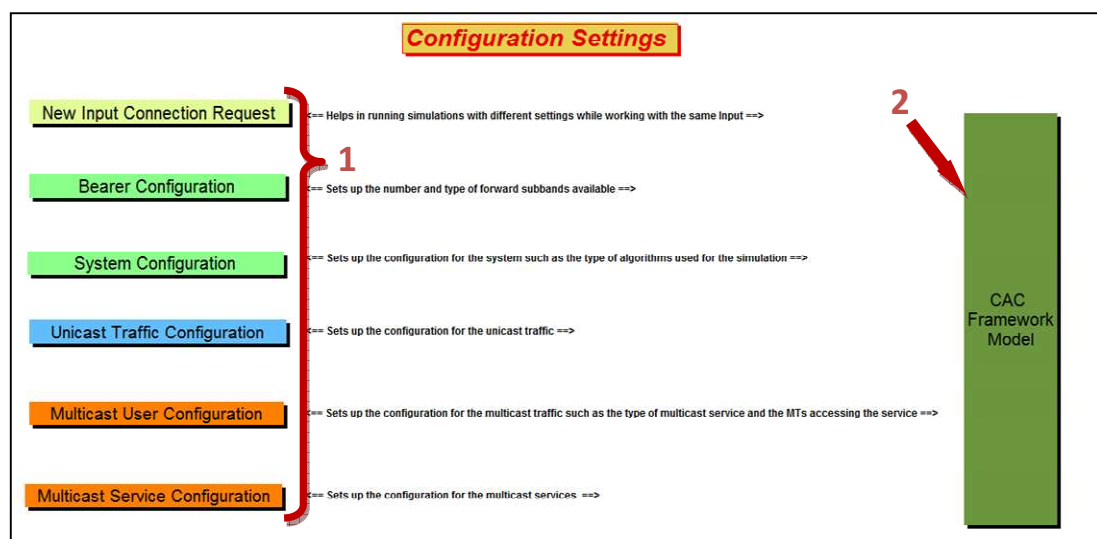 Configuration Settings
New Input Connection Request
<== Helps in running simulations with different settings while working with the same Input ==>
2
1
Bearer Configuration
<== Sets up the number and type of forward subbands available ==>
System Configuration
<== Sets up the configuration for the system such as the type of algorithms used for the simulation ==>
CAC
Framework
Model
Unicast Traffic Configuration
<== Sets up the configuration for the unicast traffic ==>
Multicast User Configuration
<== Sets up the configuration for the multicast traffic such as the type of multicast service and the MTs accessing the service ==>
Multicast Service Configuration
<== Sets up the configuration for the multicast services ==>